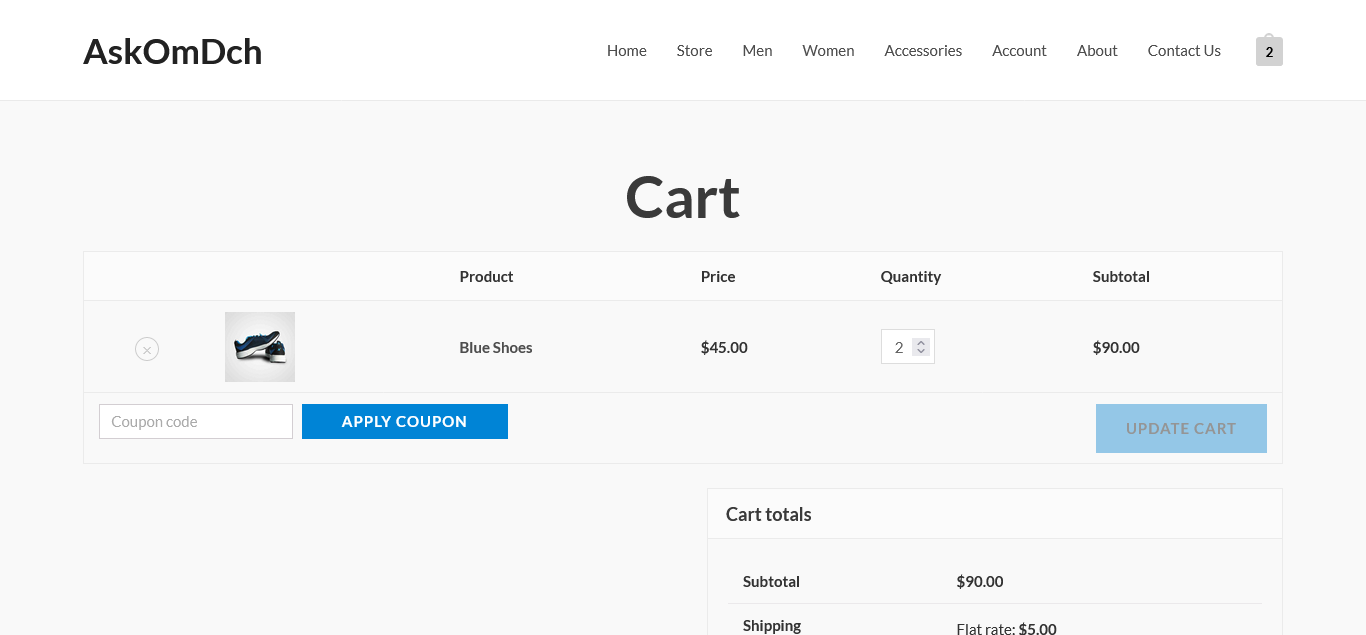 AskOmDch
Home Store Men Women Accessories Account About Contact Us 2
Cart
Product Price Quantity Subtotal
× Blue Shoes $45.00 2 $90.00
Coupon code APPLY COUPON UPDATE CART
Cart totals
Subtotal $90.00
Shipping Flat rate: $5.00